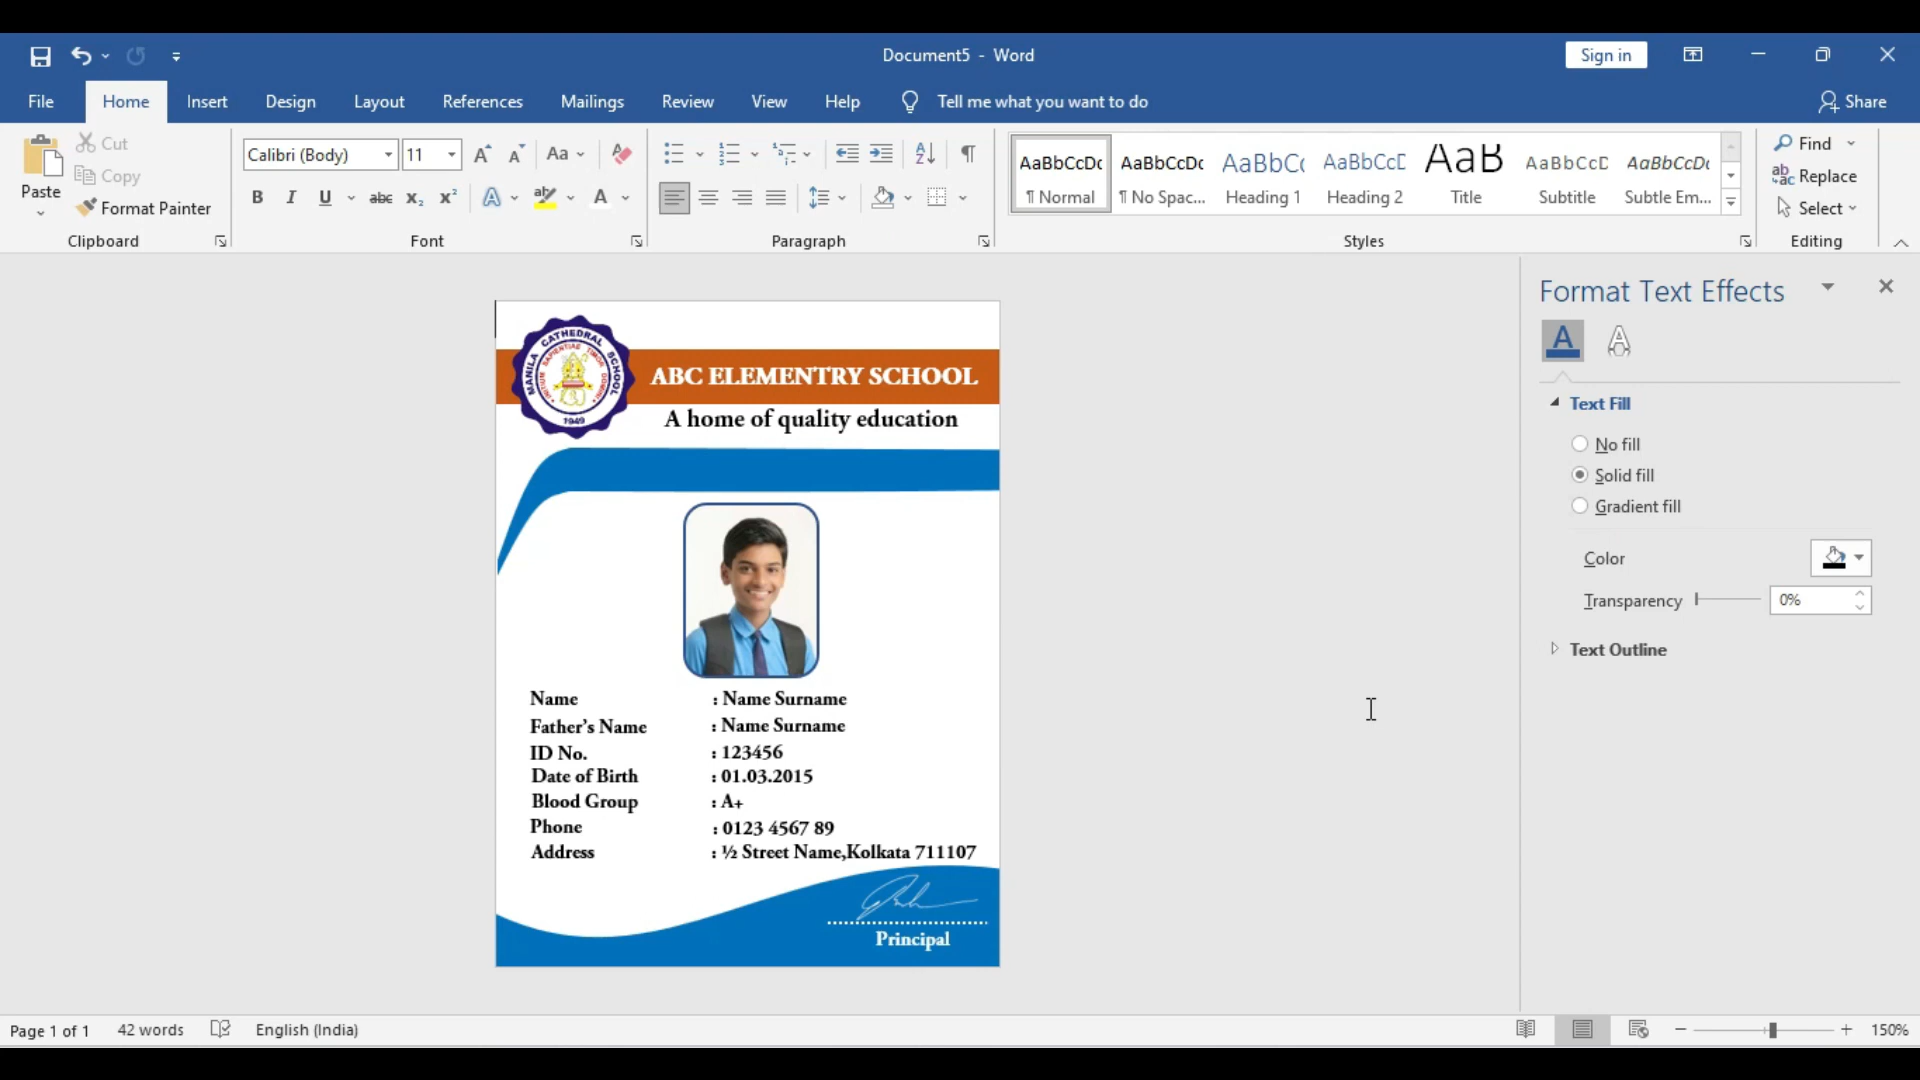 Document5 - Word
Sign in
File
Home
Insert
Design
Layout
References
Mailings
Review
View
Help
Tell me what you want to do
Share
Paste
Cut
Copy
Format Painter
Clipboard
Calibri (Body)
11
Font
Paragraph
AaBbCcDc
¶ Normal
AaBbCcDc
¶ No Spac...
AaBbCc
Heading 1
AaBbCcD
Heading 2
AaB
Title
AaBbCcD
Subtitle
AaBbCcDc
Subtle Em...
Styles
Find
Replace
Select
Editing
MANILA CATHEDRAL SCHOOL
1949
ABC ELEMENTRY SCHOOL
A home of quality education
Name : Name Surname
Father's Name : Name Surname
ID No. : 123456
Date of Birth : 01.03.2015
Blood Group : A+
Phone : 0123 4567 89
Address : ½ Street Name,Kolkata 711107
Principal
Format Text Effects
Text Fill
No fill
Solid fill
Gradient fill
Color
Transparency
0%
Text Outline
Page 1 of 1
42 words
English (India)
150%